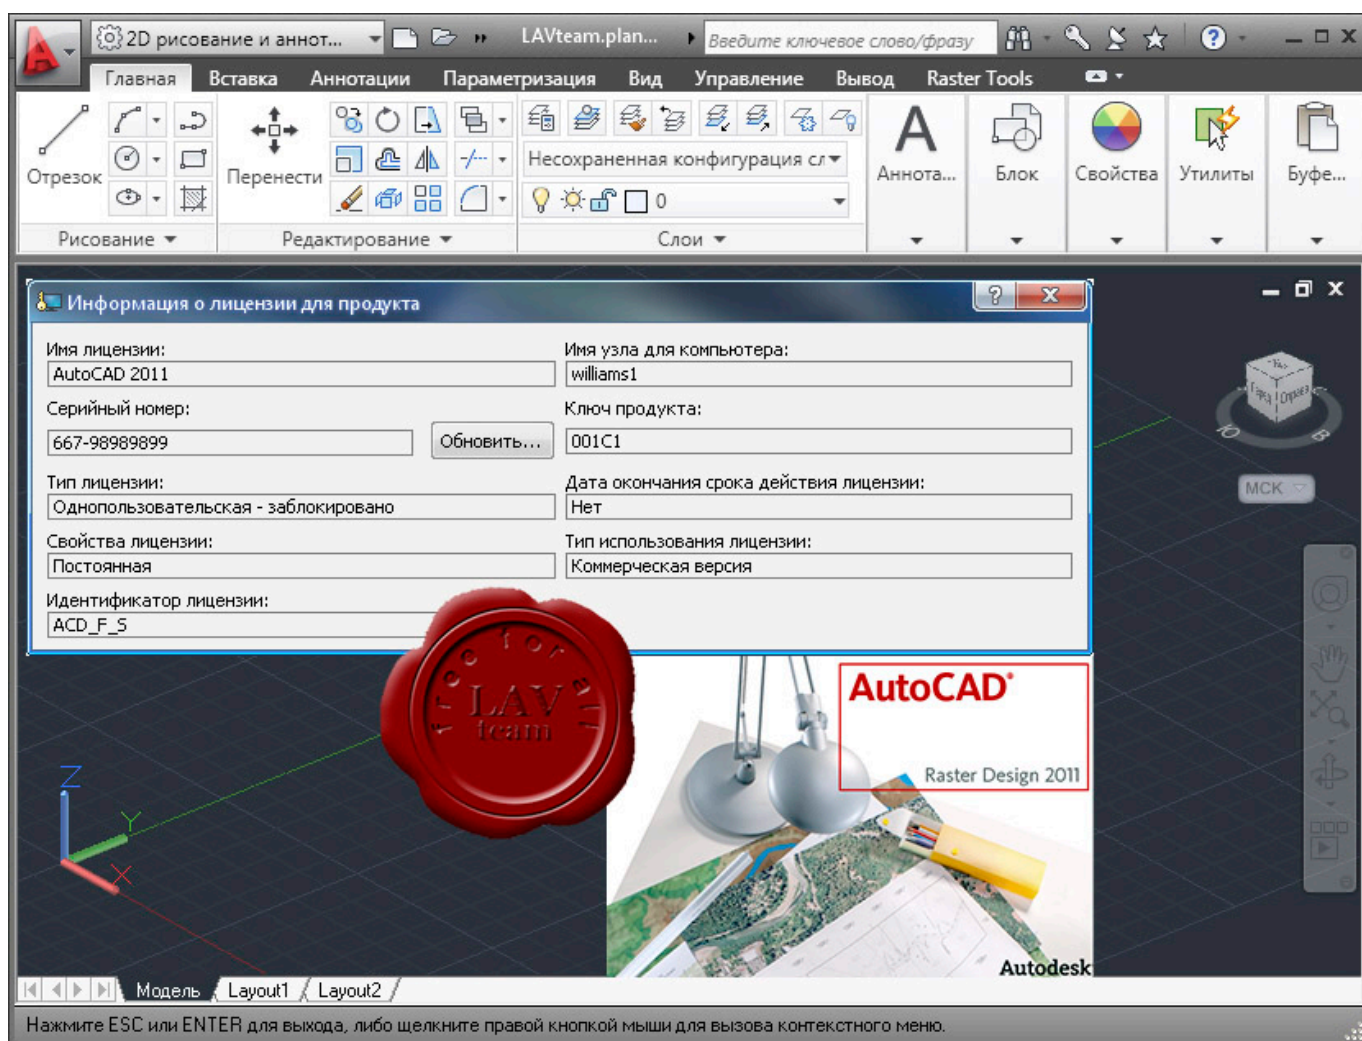 2D рисование и аннот...
LAVteam.plan...
Введите ключевое слово/фразу
Главная Вставка Аннотации Параметризация Вид Управление Вывод Raster Tools
Отрезок
Перенести
Несохраненная конфигурация сл
0
Аннота...
Блок
Свойства
Утилиты
Буфе...
Рисование
Редактирование
Слои
Информация о лицензии для продукта
Имя лицензии:
AutoCAD 2011
Имя узла для компьютера:
williams1
Серийный номер:
667-98989899
Обновить...
Ключ продукта:
001C1
Тип лицензии:
Однопользовательская - заблокировано
Дата окончания срока действия лицензии:
Нет
Свойства лицензии:
Постоянная
Тип использования лицензии:
Коммерческая версия
Идентификатор лицензии:
ACD_F_S
free for all
LAV
team
AutoCAD®
Raster Design 2011
Autodesk
Ю
В
МСК
Z
Y
X
Модель Layout1 Layout2
Нажмите ESC или ENTER для выхода, либо щелкните правой кнопкой мыши для вызова контекстного меню.